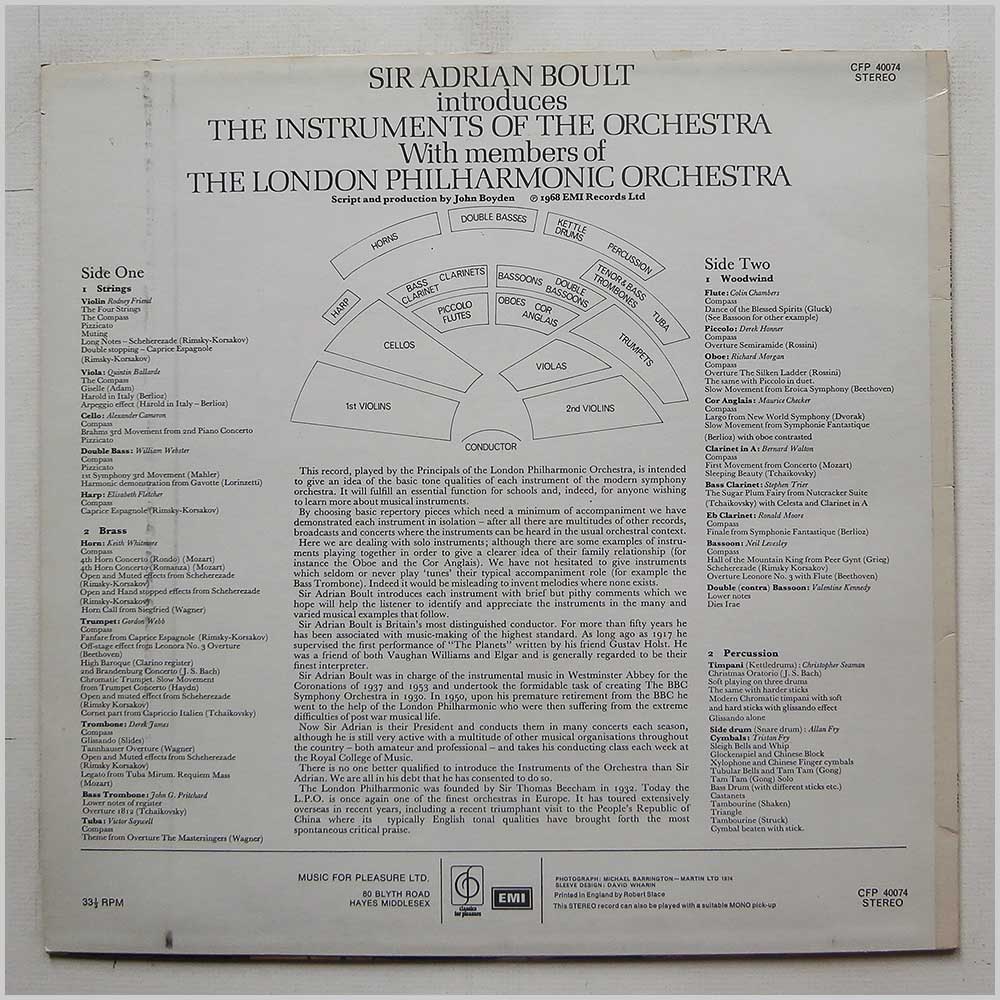 SIR ADRIAN BOULT
introduces
THE INSTRUMENTS OF THE ORCHESTRA
With members of
THE LONDON PHILHARMONIC ORCHESTRA
Script and production by John Boyden ℗ 1968 EMI Records Ltd
CFP 40074
STEREO
HORNS
DOUBLE BASSES
KETTLE
DRUMS
PERCUSSION
HARP
BASS CLARINETS
CLARINET
BASSOONS DOUBLE
BASSOONS
TENOR & BASS
TROMBONES
TUBA
PICCOLO
FLUTES
OBOES COR
ANGLAIS
TRUMPETS
CELLOS
VIOLAS
1st VIOLINS
2nd VIOLINS
CONDUCTOR
Side One
1 Strings
Violin Rodney Friend
The Four Strings
The Compass
Pizzicato
Muting
Long Notes – Scheherezade (Rimsky-Korsakov)
Double stopping – Caprice Espagnole
(Rimsky-Korsakov)
Viola: Quintin Ballarde
The Compass
Giselle (Adam)
Harold in Italy (Berlioz)
Arpeggio effect (Harold in Italy – Berlioz)
Cello: Alexander Cameron
Compass
Brahms 3rd Movement from 2nd Piano Concerto
Pizzicato
Double Bass: William Webster
Compass
Pizzicato
1st Symphony 3rd Movement (Mahler)
Harmonic demonstration from Gavotte (Lorinzetti)
Harp: Elizabeth Fletcher
Compass
Caprice Espagnole (Rimsky-Korsakov)
2 Brass
Horn: Keith Whitmore
Compass
4th Horn Concerto (Rondo) (Mozart)
4th Horn Concerto (Romanza) (Mozart)
Open and Muted effects from Scheherezade
(Rimsky-Korsakov)
Open and Hand stopped effects from Scheherezade
(Rimsky-Korsakov)
Horn Call from Siegfried (Wagner)
Trumpet: Gordon Webb
Compass
Fanfare from Caprice Espagnole (Rimsky-Korsakov)
Off-stage effect from Leonora No. 3 Overture
(Beethoven)
High Baroque (Clarino register)
2nd Brandenburg Concerto (J. S. Bach)
Chromatic Trumpet. Slow Movement
from Trumpet Concerto (Haydn)
Open and muted effect from Scheherezade
(Rimsky Korsakov)
Cornet part from Capriccio Italien (Tchaikovsky)
Trombone: Derek James
Compass
Glissando (Slides)
Tannhauser Overture (Wagner)
Open and Muted effects from Scheherezade
(Rimsky Korsakov)
Legato from Tuba Mirum. Requiem Mass
(Mozart)
Bass Trombone: John G. Pritchard
Lower notes of register
Overture 1812 (Tchaikovsky)
Tuba: Victor Saywell
Compass
Theme from Overture The Mastersingers (Wagner)
This record, played by the Principals of the London Philharmonic Orchestra, is intended
to give an idea of the basic tone qualities of each instrument of the modern symphony
orchestra. It will fulfill an essential function for schools and, indeed, for anyone wishing
to learn more about musical instruments.
By choosing basic repertory pieces which need a minimum of accompaniment we have
demonstrated each instrument in isolation – after all there are multitudes of other records,
broadcasts and concerts where the instruments can be heard in the usual orchestral context.
Here we are dealing with solo instruments; although there are some examples of instru-
ments playing together in order to give a clearer idea of their family relationship (for
instance the Oboe and the Cor Anglais). We have not hesitated to give instruments
which seldom or never play 'tunes' their typical accompaniment role (for example the
Bass Trombone). Indeed it would be misleading to invent melodies where none exists.
Sir Adrian Boult introduces each instrument with brief but pithy comments which we
hope will help the listener to identify and appreciate the instruments in the many and
varied musical examples that follow.
Sir Adrian Boult is Britain's most distinguished conductor. For more than fifty years he
has been associated with music-making of the highest standard. As long ago as 1917 he
supervised the first performance of "The Planets" written by his friend Gustav Holst. He
was a friend of both Vaughan Williams and Elgar and is generally regarded to be their
finest interpreter.
Sir Adrian Boult was in charge of the instrumental music in Westminster Abbey for the
Coronations of 1937 and 1953 and undertook the formidable task of creating The BBC
Symphony Orchestra in 1930. In 1950, upon his premature retirement from the BBC he
went to the help of the London Philharmonic who were then suffering from the extreme
difficulties of post war musical life.
Now Sir Adrian is their President and conducts them in many concerts each season,
although he is still very active with a multitude of other musical organisations throughout
the country – both amateur and professional – and takes his conducting class each week at
the Royal College of Music.
There is no one better qualified to introduce the Instruments of the Orchestra than Sir
Adrian. We are all in his debt that he has consented to do so.
The London Philharmonic was founded by Sir Thomas Beecham in 1932. Today the
L.P.O. is once again one of the finest orchestras in Europe. It has toured extensively
overseas in recent years, including a recent triumphant visit to the People's Republic of
China where its typically English tonal qualities have brought forth the most
spontaneous critical praise.
Side Two
1 Woodwind
Flute: Colin Chambers
Compass
Dance of the Blessed Spirits (Gluck)
(See Bassoon for other example)
Piccolo: Derek Honner
Compass
Overture Semiramide (Rossini)
Oboe: Richard Morgan
Compass
Overture The Silken Ladder (Rossini)
The same with Piccolo in duet.
Slow Movement from Eroica Symphony (Beethoven)
Cor Anglais: Maurice Checker
Compass
Largo from New World Symphony (Dvorak)
Slow Movement from Symphonie Fantastique
(Berlioz) with oboe contrasted
Clarinet in A: Bernard Walton
Compass
First Movement from Concerto (Mozart)
Sleeping Beauty (Tchaikovsky)
Bass Clarinet: Stephen Trier
The Sugar Plum Fairy from Nutcracker Suite
(Tchaikovsky) with Celesta and Clarinet in A
Eb Clarinet: Ronald Moore
Compass
Finale from Symphonie Fantastique (Berlioz)
Bassoon: Neil Levesley
Compass
Hall of the Mountain King from Peer Gynt (Grieg)
Scheherezade (Rimsky Korsakov)
Overture Leonore No. 3 with Flute (Beethoven)
Double (contra) Bassoon: Valentine Kennedy
Lower notes
Dies Irae
2 Percussion
Timpani (Kettledrums): Christopher Seaman
Christmas Oratorio (J. S. Bach)
Soft playing on three drums
The same with harder sticks
Modern Chromatic timpani with soft
and hard sticks with glissando effect
Glissando alone
Side drum (Snare drum): Allan Fry
Cymbals: Tristan Fry
Sleigh Bells and Whip
Glockenspiel and Chinese Block
Xylophone and Chinese Finger cymbals
Tubular Bells and Tam Tam (Gong)
Tam Tam (Gong) Solo
Bass Drum (with different sticks etc.)
Castanets
Tambourine (Shaken)
Triangle
Tambourine (Struck)
Cymbal beaten with stick.
33⅓ RPM
MUSIC FOR PLEASURE LTD.
80 BLYTH ROAD
HAYES MIDDLESEX
classics
for pleasure
EMI
PHOTOGRAPH: MICHAEL BARRINGTON–MARTIN LTD 1974
SLEEVE DESIGN: DAVID WHARIN
Printed in England by Robert Stace
This STEREO record can also be played with a suitable MONO pick-up
CFP 40074
STEREO